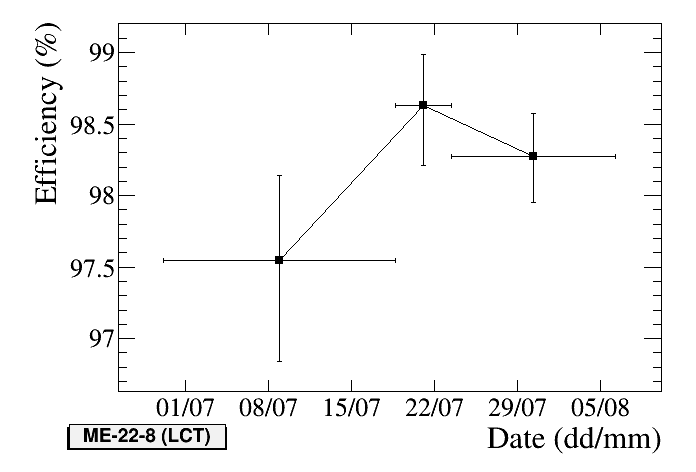 Efficiency (%)
99
98.5
98
97.5
97
01/07 08/07 15/07 22/07 29/07 05/08
ME-22-8 (LCT)
Date (dd/mm)